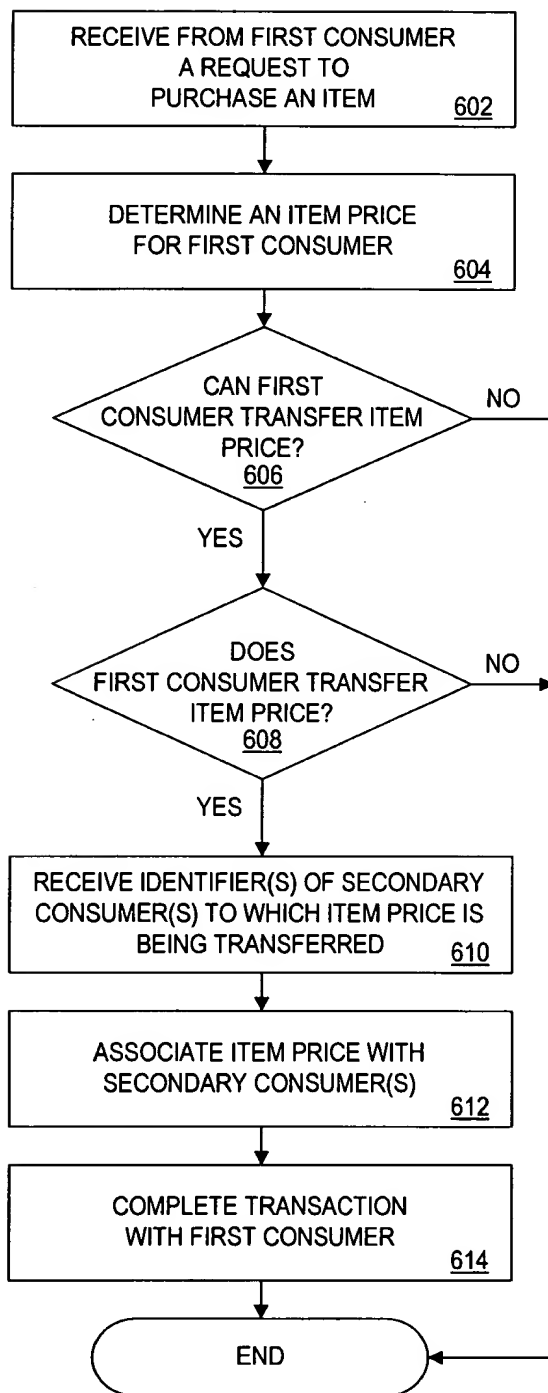 RECEIVE FROM FIRST CONSUMER
A REQUEST TO
PURCHASE AN ITEM
602
DETERMINE AN ITEM PRICE
FOR FIRST CONSUMER
604
CAN FIRST
CONSUMER TRANSFER ITEM
PRICE?
606
NO
YES
DOES
FIRST CONSUMER TRANSFER
ITEM PRICE?
608
NO
YES
RECEIVE IDENTIFIER(S) OF SECONDARY
CONSUMER(S) TO WHICH ITEM PRICE IS
BEING TRANSFERRED
610
ASSOCIATE ITEM PRICE WITH
SECONDARY CONSUMER(S)
612
COMPLETE TRANSACTION
WITH FIRST CONSUMER
614
END